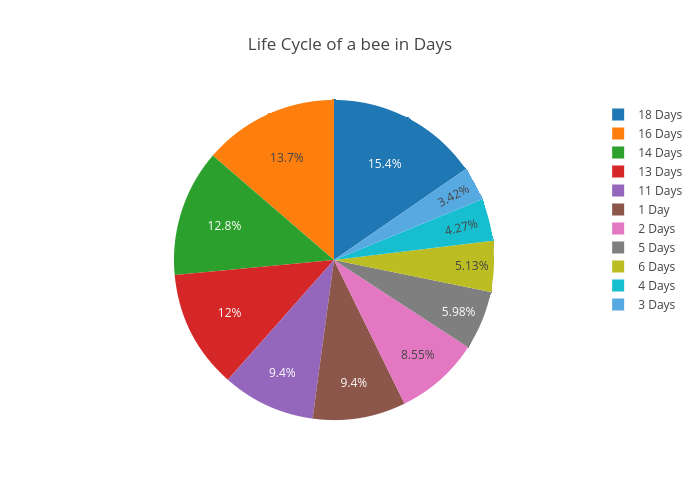 Life Cycle of a bee in Days
18 Days
16 Days
14 Days
13 Days
11 Days
1 Day
2 Days
5 Days
6 Days
4 Days
3 Days
13.7%
15.4%
3.42%
12.8%
4.27%
5.13%
12%
5.98%
8.55%
9.4%
9.4%